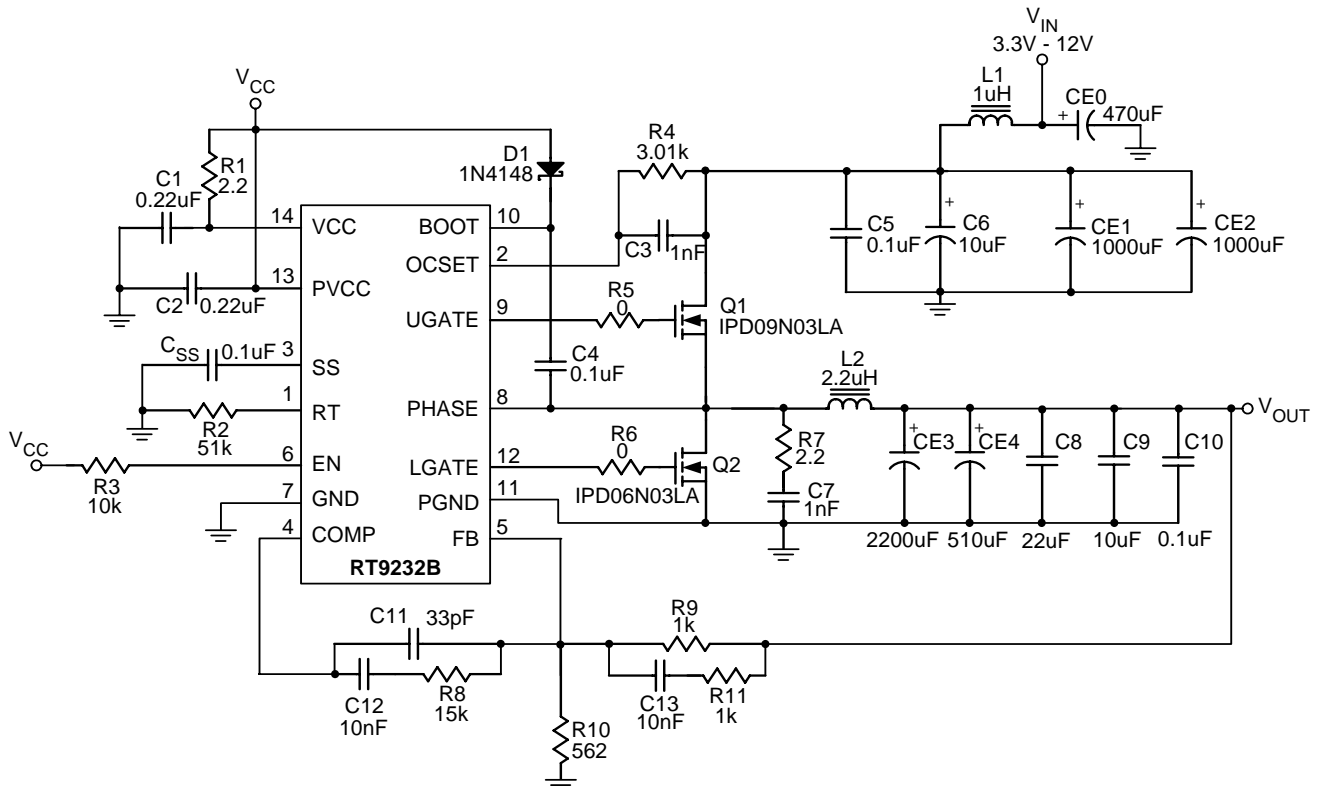 VIN
3.3V - 12V
VCC
L1
1uH
CE0
470uF
R4
3.01k
D1
1N4148
R1
2.2
C1
0.22uF
14
VCC
BOOT
10
C3
1nF
C5
0.1uF
+
C6
10uF
+
CE1
1000uF
+
CE2
1000uF
+
OCSET
2
13
PVCC
C2
0.22uF
R5
0
Q1
IPD09N03LA
UGATE
9
CSS
0.1uF
3
SS
C4
0.1uF
L2
2.2uH
1
RT
PHASE
8
VOUT
R2
51k
VCC
R3
10k
6
EN
LGATE
12
R6
0
Q2
IPD06N03LA
R7
2.2
C7
1nF
+
CE3
2200uF
+
CE4
510uF
C8
22uF
C9
10uF
C10
0.1uF
7
GND
PGND
11
4
COMP
FB
5
RT9232B
C11
33pF
R9
1k
C12
10nF
R8
15k
C13
10nF
R11
1k
R10
562